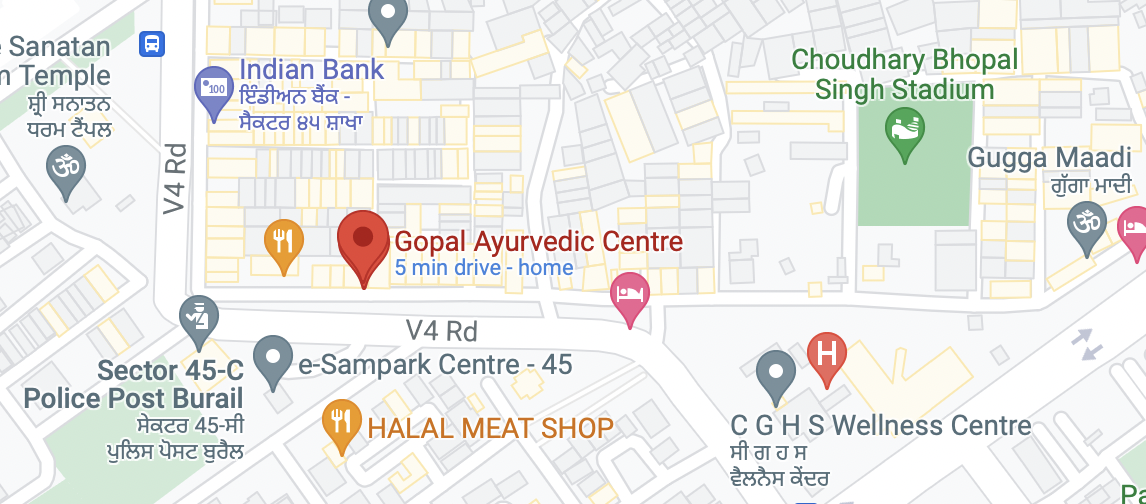 Sanatan
Temple
ਸ਼੍ਰੀ ਸਨਾਤਨ
ਧਰਮ ਟੈਂਪਲ
Indian Bank
ਇੰਡੀਅਨ ਬੈਂਕ -
ਸੈਕਟਰ ੪੫ ਸ਼ਾਖਾ
100
Choudhary Bhopal
Singh Stadium
Gugga Maadi
ਗੁੱਗਾ ਮਾਦੀ
V4 Rd
Gopal Ayurvedic Centre
5 min drive - home
V4 Rd
Sector 45-C
Police Post Burail
ਸੇਕਟਰ 45-ਸੀ
ਪੁਲਿਸ ਪੋਸਟ ਬੁਰੈਲ
e-Sampark Centre - 45
HALAL MEAT SHOP
H
C G H S Wellness Centre
ਸੀ ਗ ਹ ਸ
ਵੈਲਨੈਸ ਕੇਂਦਰ